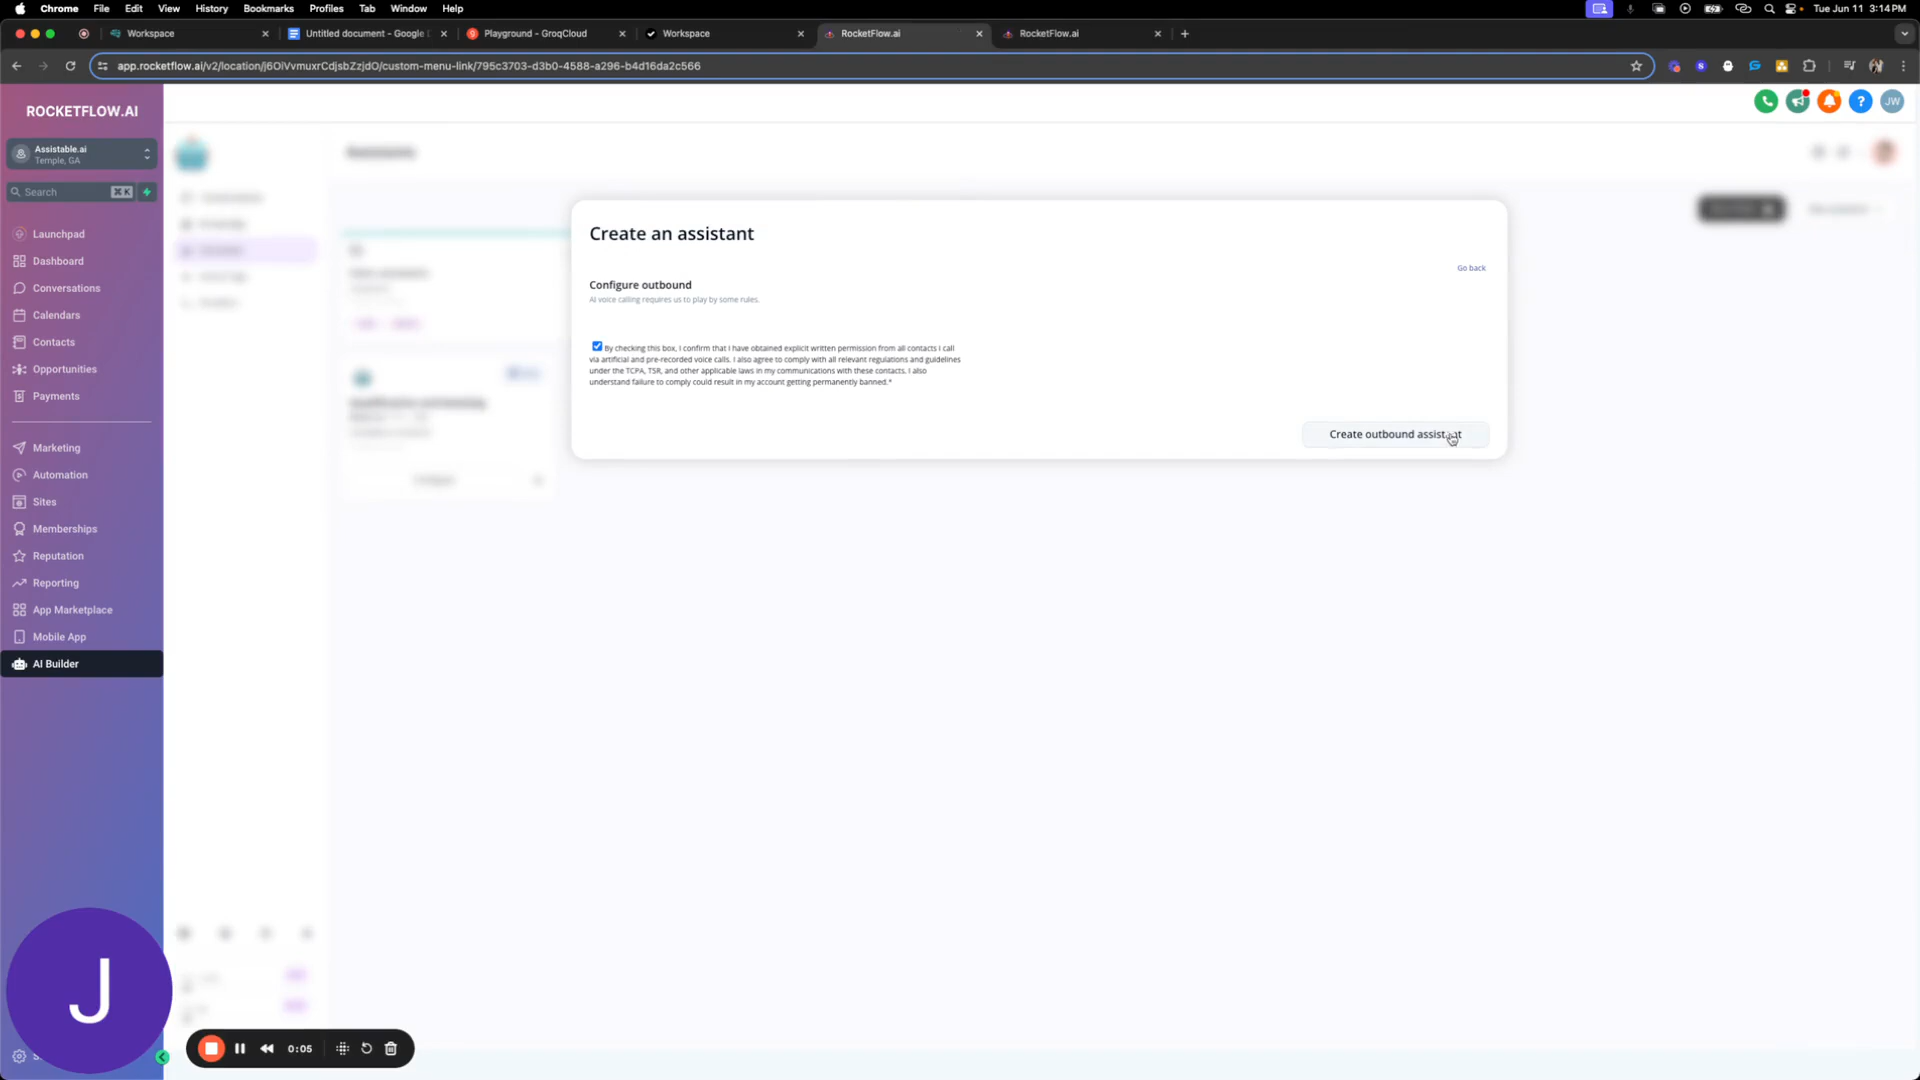 Chrome File Edit View History Bookmarks Profiles Tab Window Help
Tue Jun 11 3:14 PM
Workspace
Untitled document - Google
Playground - GroqCloud
Workspace
RocketFlow.ai
RocketFlow.ai
app.rocketflow.ai/v2/location/j6OiVvmuxrCdjsbZzjdO/custom-menu-link/795c3703-d3b0-4588-a296-b4d16da2c566
ROCKETFLOW.AI
JW
Assistable.ai
Temple, GA
Search ⌘ K
Launchpad
Dashboard
Conversations
Calendars
Contacts
Opportunities
Payments
Marketing
Automation
Sites
Memberships
Reputation
Reporting
App Marketplace
Mobile App
AI Builder
Assistants
Create an assistant
Go back
Configure outbound
AI voice calling requires us to play by some rules.
By checking this box, I confirm that I have obtained explicit written permission from all contacts I call
via artificial and pre-recorded voice calls. I also agree to comply with all relevant regulations and guidelines
under the TCPA, TSR, and other applicable laws in my communications with these contacts. I also
understand failure to comply could result in my account getting permanently banned.*
Create outbound assistant
J
0:05